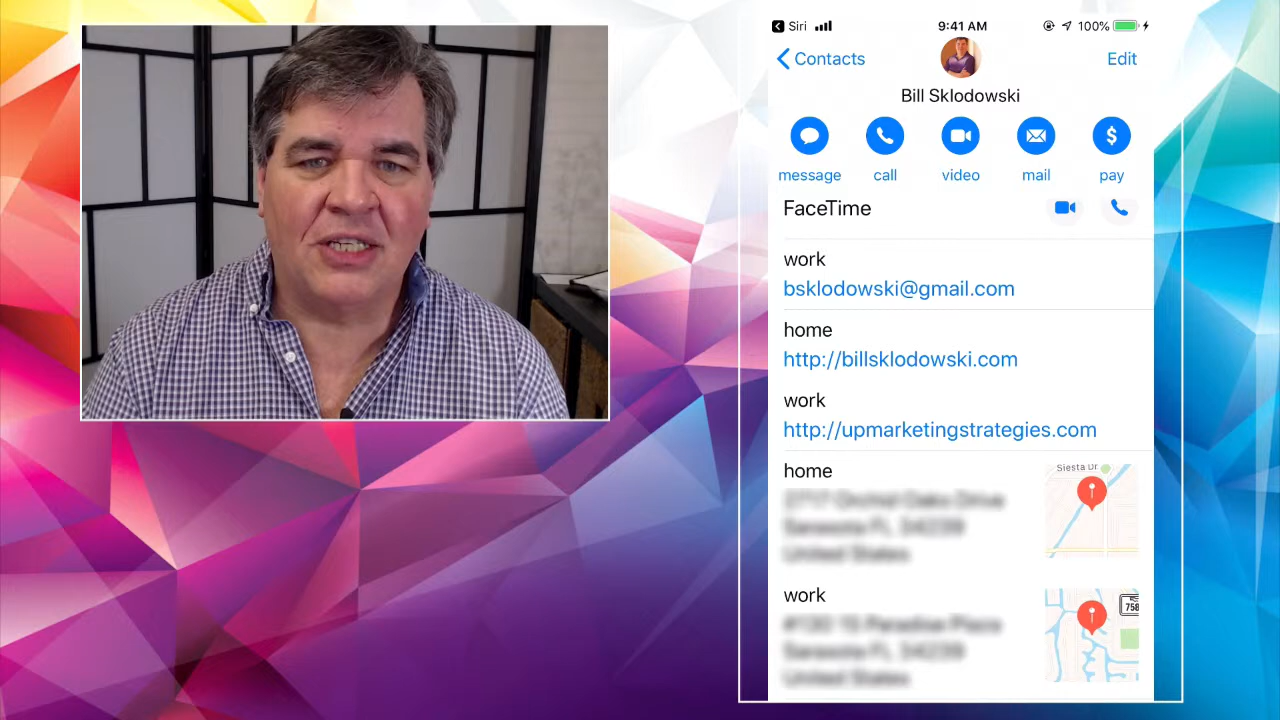 Siri
9:41 AM
100%
Contacts
Edit
Bill Sklodowski
message
call
video
mail
pay
FaceTime
work
bsklodowski@gmail.com
home
http://billsklodowski.com
work
http://upmarketingstrategies.com
home
Siesta Dr
work
758